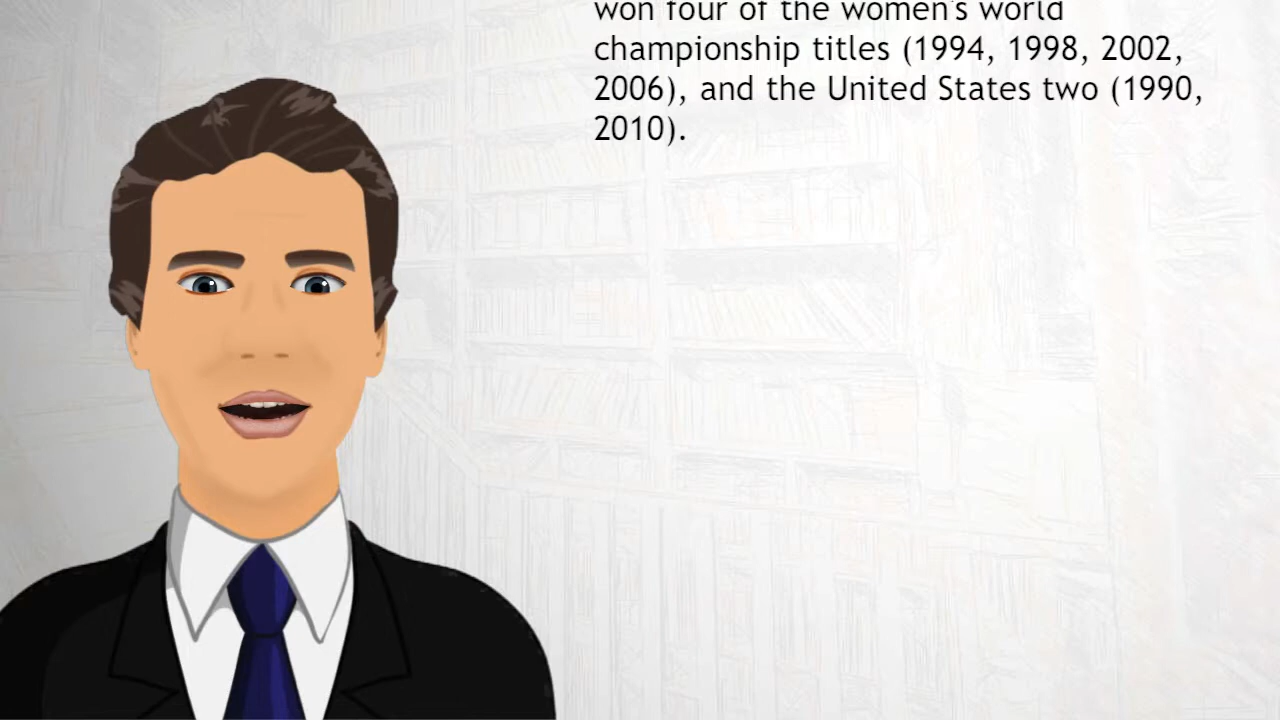 won four of the women's world
championship titles (1994, 1998, 2002,
2006), and the United States two (1990,
2010).